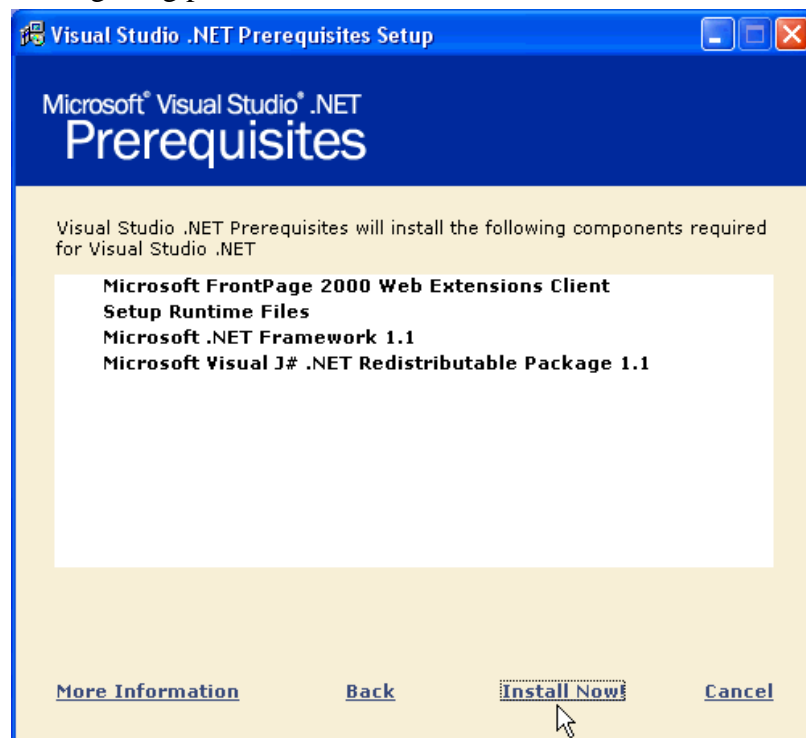 Visual Studio .NET Prerequisites Setup
Microsoft® Visual Studio® .NET
Prerequisites
Visual Studio .NET Prerequisites will install the following components required
for Visual Studio .NET
Microsoft FrontPage 2000 Web Extensions Client
Setup Runtime Files
Microsoft .NET Framework 1.1
Microsoft Visual J# .NET Redistributable Package 1.1
More Information Back Install Now! Cancel